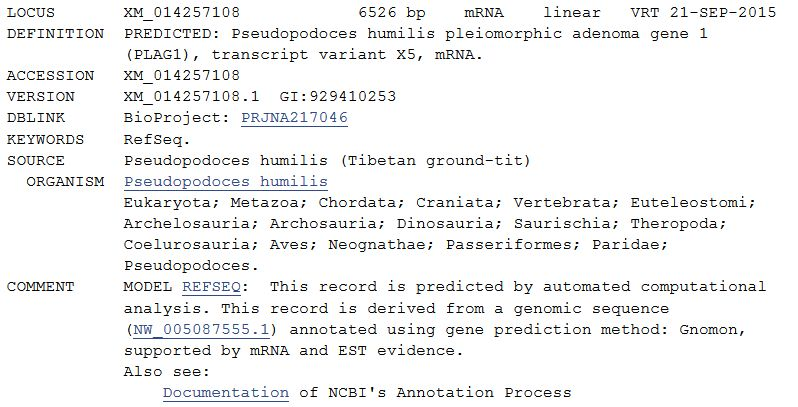 LOCUS XM_014257108 6526 bp mRNA linear VRT 21-SEP-2015
DEFINITION PREDICTED: Pseudopodoces humilis pleiomorphic adenoma gene 1
(PLAG1), transcript variant X5, mRNA.
ACCESSION XM_014257108
VERSION XM_014257108.1 GI:929410253
DBLINK BioProject: PRJNA217046
KEYWORDS RefSeq.
SOURCE Pseudopodoces humilis (Tibetan ground-tit)
ORGANISM Pseudopodoces humilis
Eukaryota; Metazoa; Chordata; Craniata; Vertebrata; Euteleostomi;
Archelosauria; Archosauria; Dinosauria; Saurischia; Theropoda;
Coelurosauria; Aves; Neognathae; Passeriformes; Paridae;
Pseudopodoces.
COMMENT MODEL REFSEQ: This record is predicted by automated computational
analysis. This record is derived from a genomic sequence
(NW_005087555.1) annotated using gene prediction method: Gnomon,
supported by mRNA and EST evidence.
Also see:
Documentation of NCBI's Annotation Process